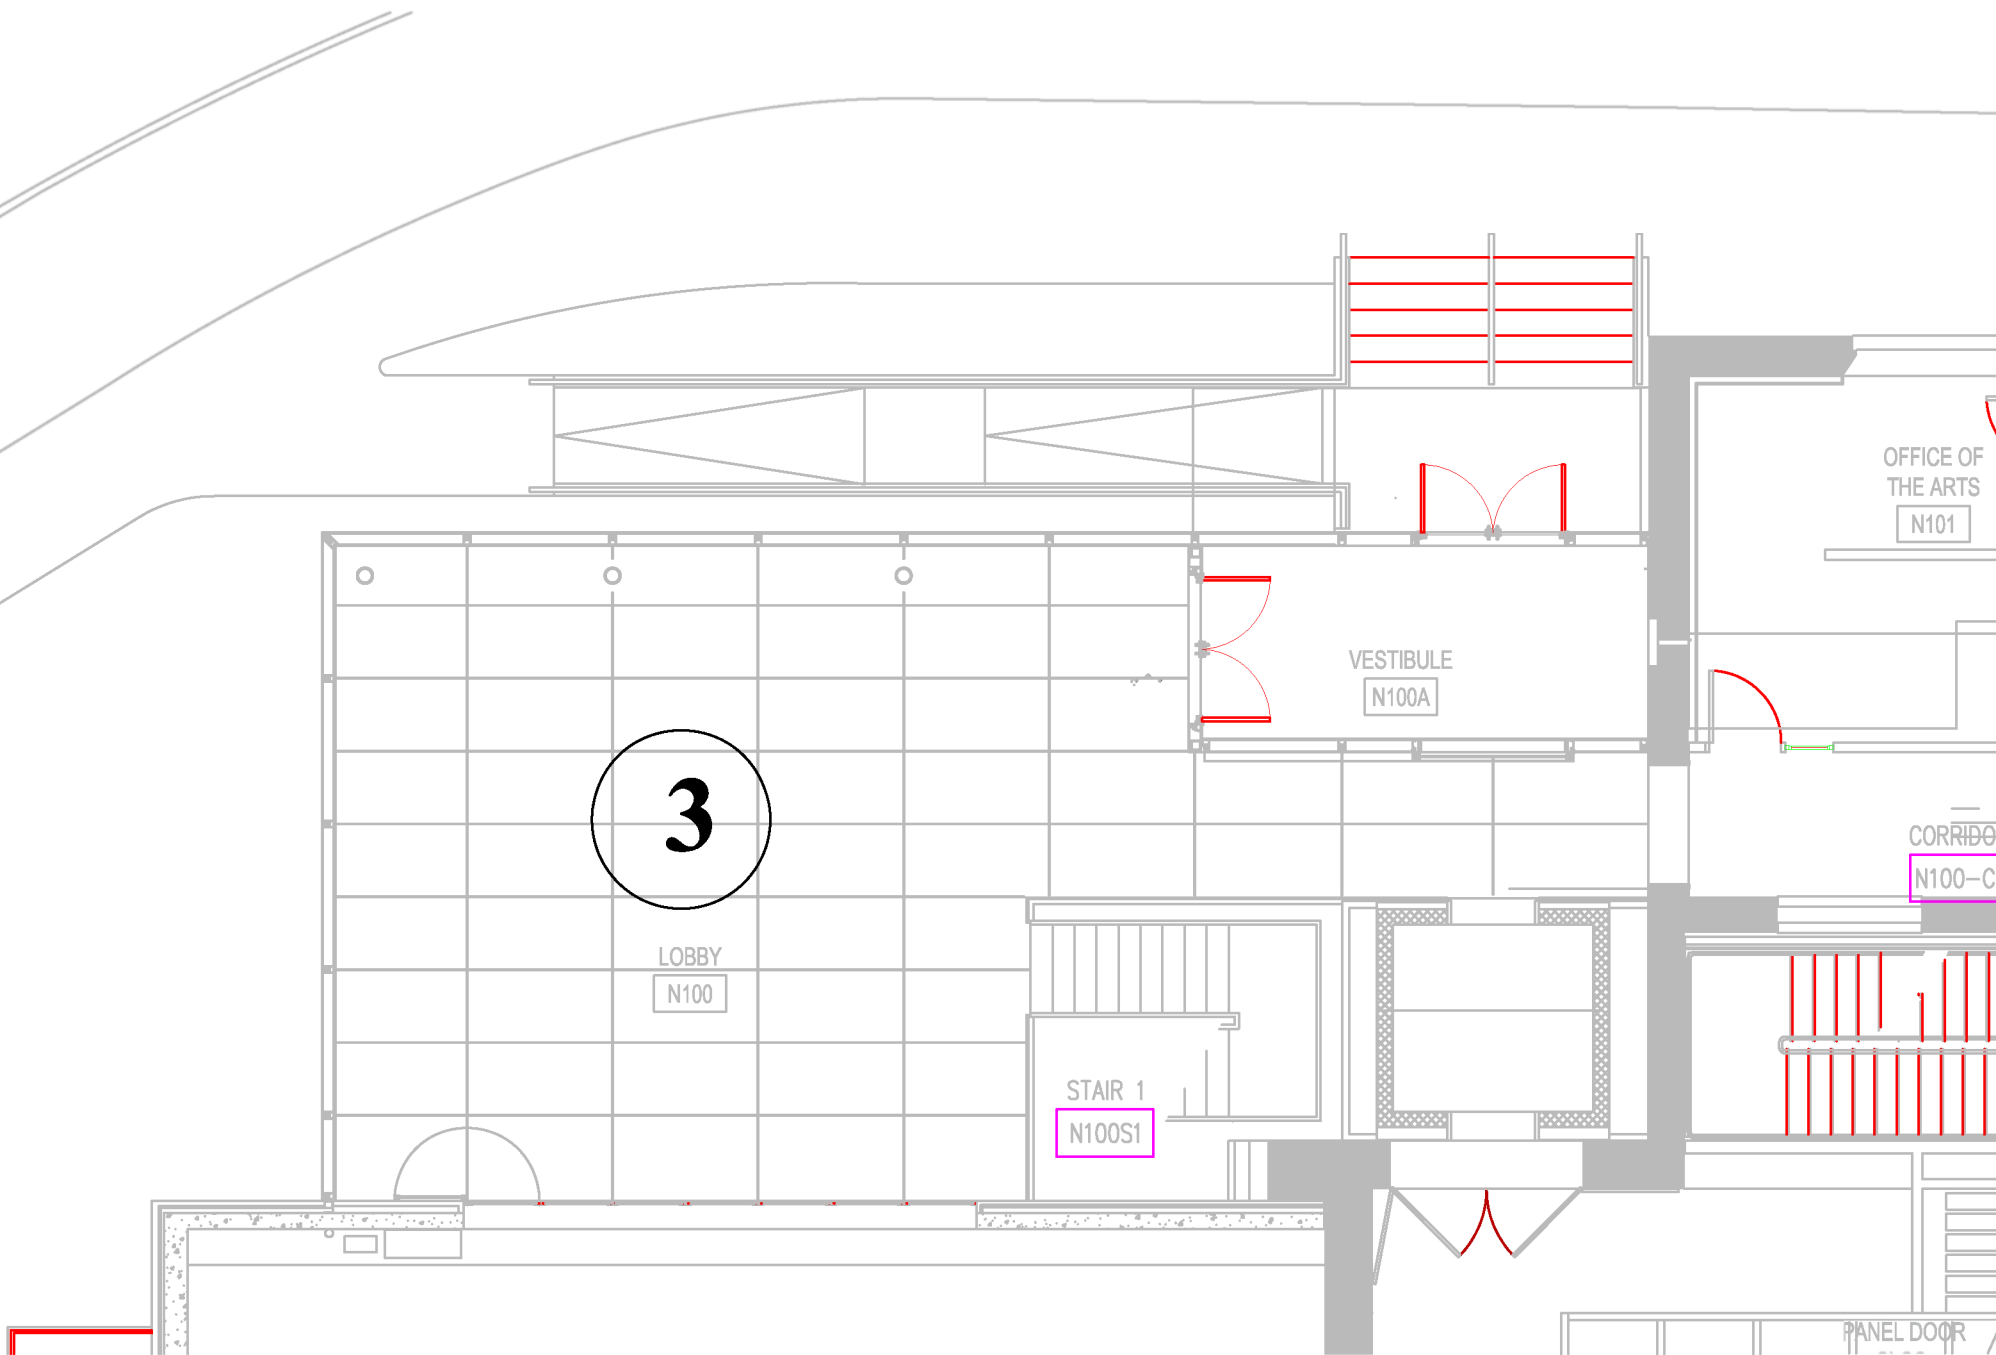 OFFICE OF
THE ARTS
N101
VESTIBULE
N100A
3
CORRIDO
N100-C
LOBBY
N100
STAIR 1
N100S1
PANEL DOOR